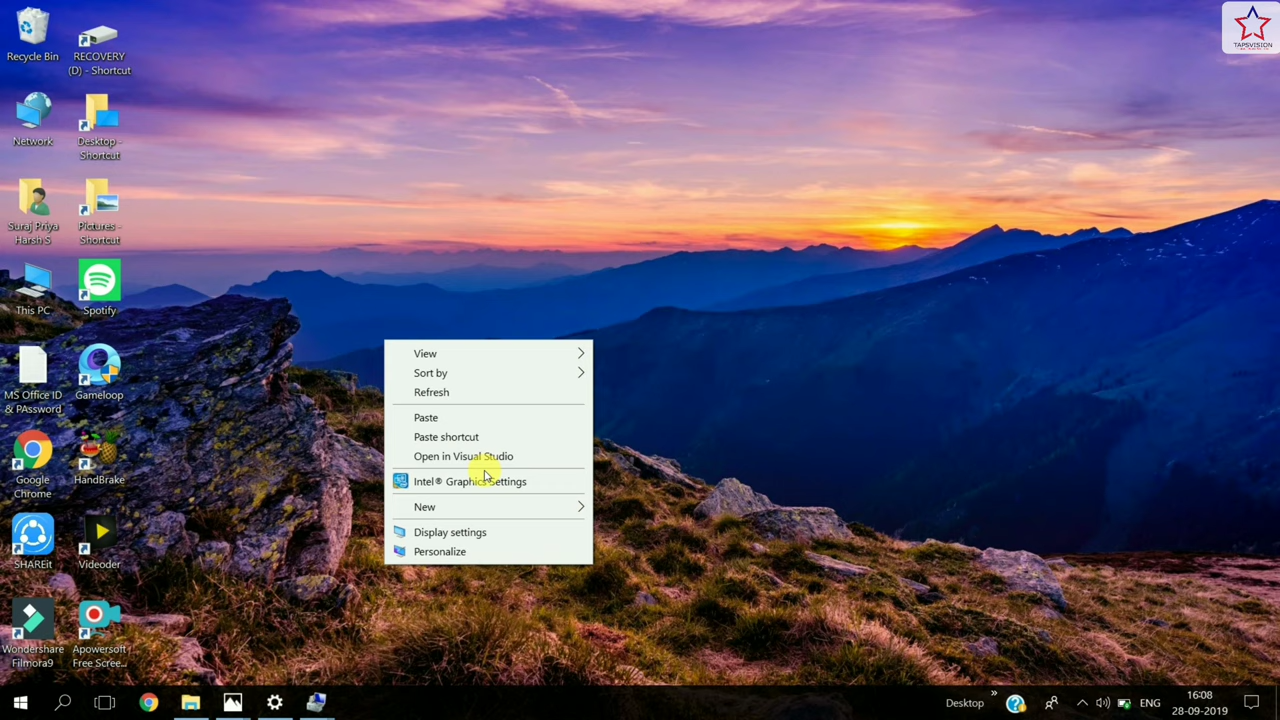 Recycle Bin
RECOVERY
(D) - Shortcut
Network
Desktop -
Shortcut
Suraj Priya
Harsh S
Pictures -
Shortcut
This PC
Spotify
MS Office ID
& PAssword
Gameloop
Google
Chrome
HandBrake
SHAREit
Videoder
Wondershare
Filmora9
Apowersoft
Free Scree...
View
Sort by
Refresh
Paste
Paste shortcut
Open in Visual Studio
Intel® Graphics Settings
New
Display settings
Personalize
TAPSVISION
Desktop
»
ENG
16:08
28-09-2019